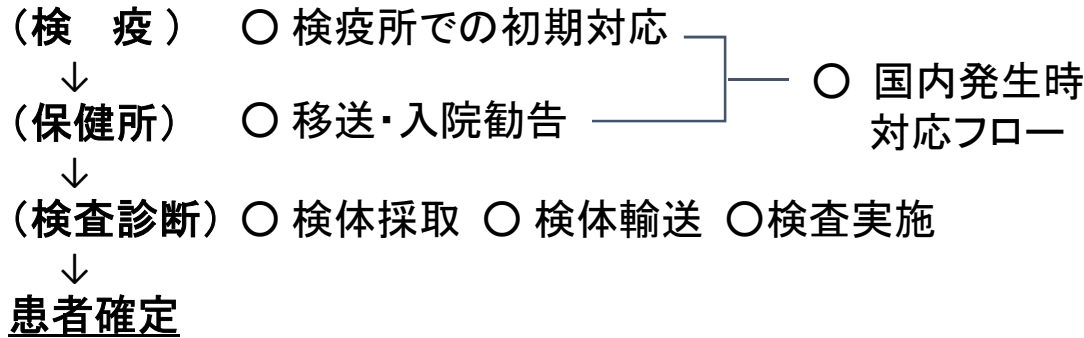 （検　疫）　○ 検疫所での初期対応
↓
○ 国内発生時
対応フロー
（保健所）　○ 移送・入院勧告
↓
（検査診断）○ 検体採取 ○ 検体輸送 ○検査実施
↓
患者確定